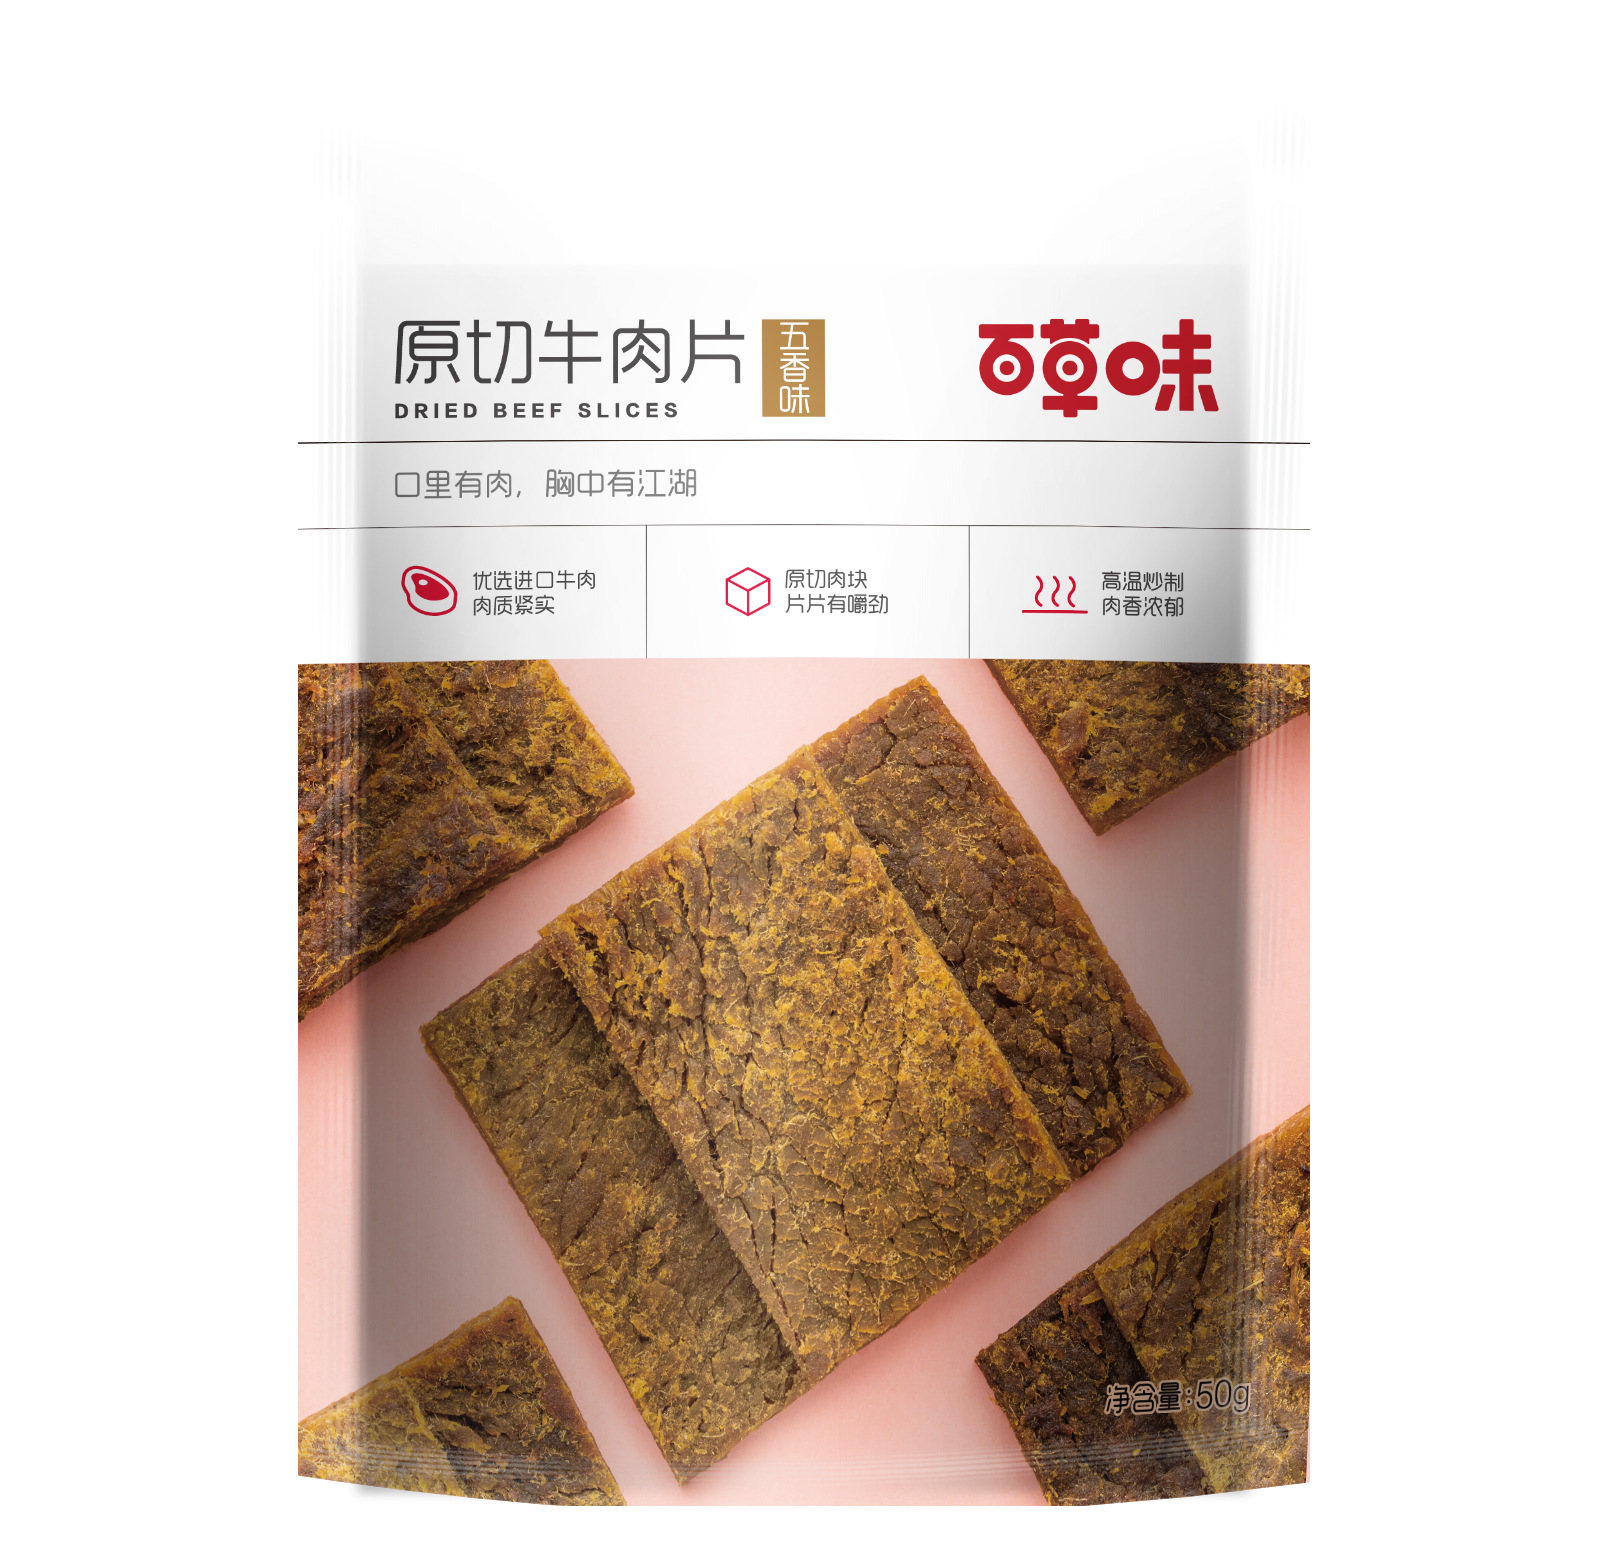 原切牛肉片
五香味
DRIED BEEF SLICES
百草味
口里有肉，胸中有江湖
优选进口牛肉
肉质紧实
原切肉块
片片有嚼劲
高温炒制
肉香浓郁
净含量:50g